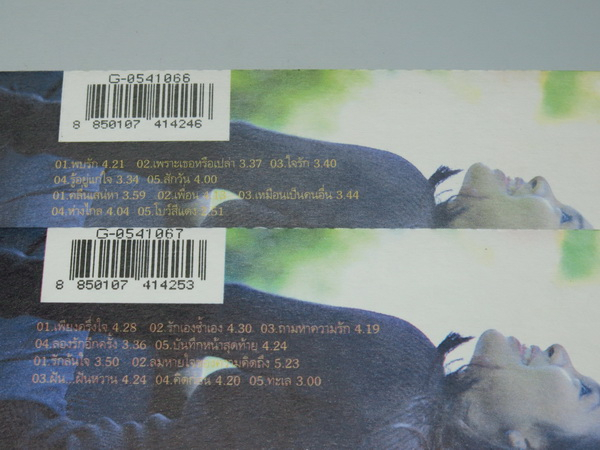 G-0541066
8 850107 414246
01.พบรัก 4.21 02.เพราะเธอหรือเปล่า 3.37 03.ใจรัก 3.40
04.รู้อยู่แก่ใจ 3.34 05.สักวัน 4.00
01.คลื่นเสน่หา 3.59 02.เพื่อน 03.เหมือนเป็นคนอื่น 3.44
04.ห่างไกล 4.04 05.โบว์สีแดง 51
G-0541067
8 850107 414253
01.เพียงครึ่งใจ 4.28 02.รักเองช้ำเอง 4.30 03.ถามหาความรัก 4.19
04.ลองรักอีกครั้ง 3.36 05.บันทึกหน้าสุดท้าย 4.24
01.รักล้นใจ 3.50 02.ลมหายใจ คิดถึง 5.23
03.ฝัน...ฝันหวาน 4.24 04. 4.20 05.ทะเล 3.00